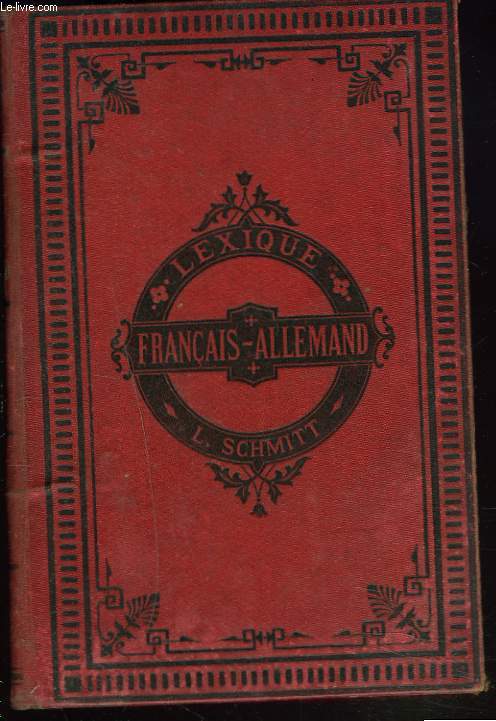 Le-livre.com
LEXIQUE
FRANÇAIS-ALLEMAND
L. SCHMITT